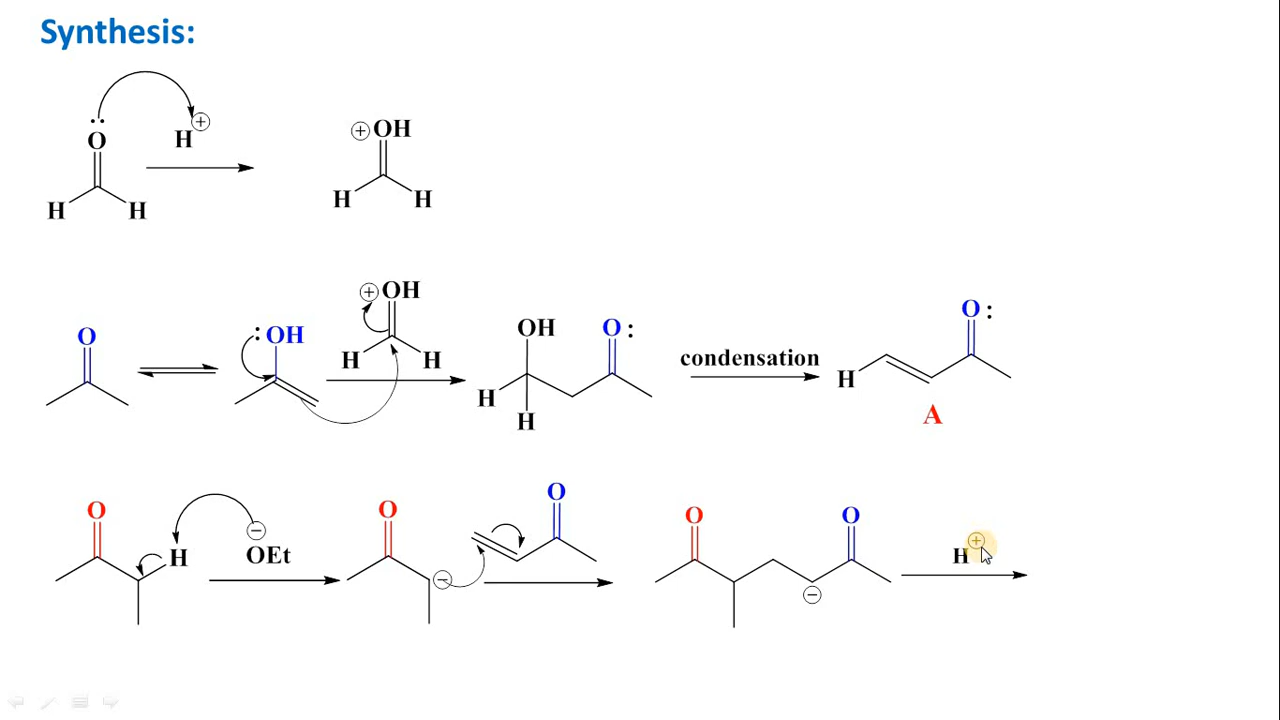 Synthesis:
O H⊕
H H
⊕OH
H H
O
:OH
⊕OH
H H
OH O:
H
H
condensation
O:
H
A
O
H
⊖
OEt
O
⊖
O
O O
⊖
H⊕